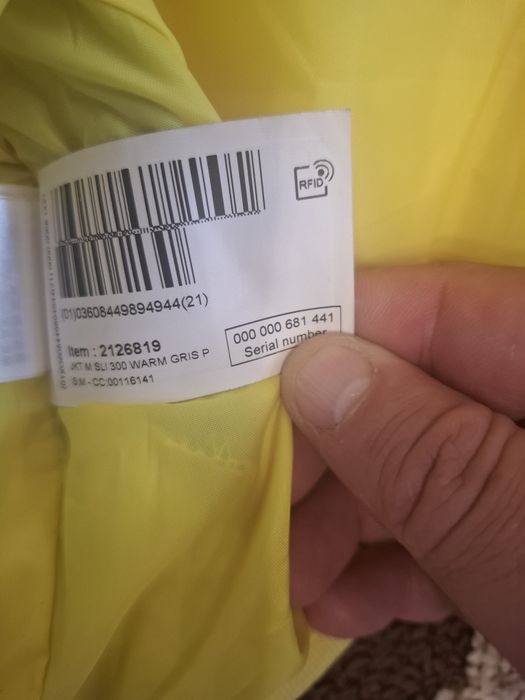 RFID
(01)03608449894944(21)
000 000 681 441
Serial number
Item : 2126819
JKT M SLI 300 WARM GRIS P
S:M - CC:00116141